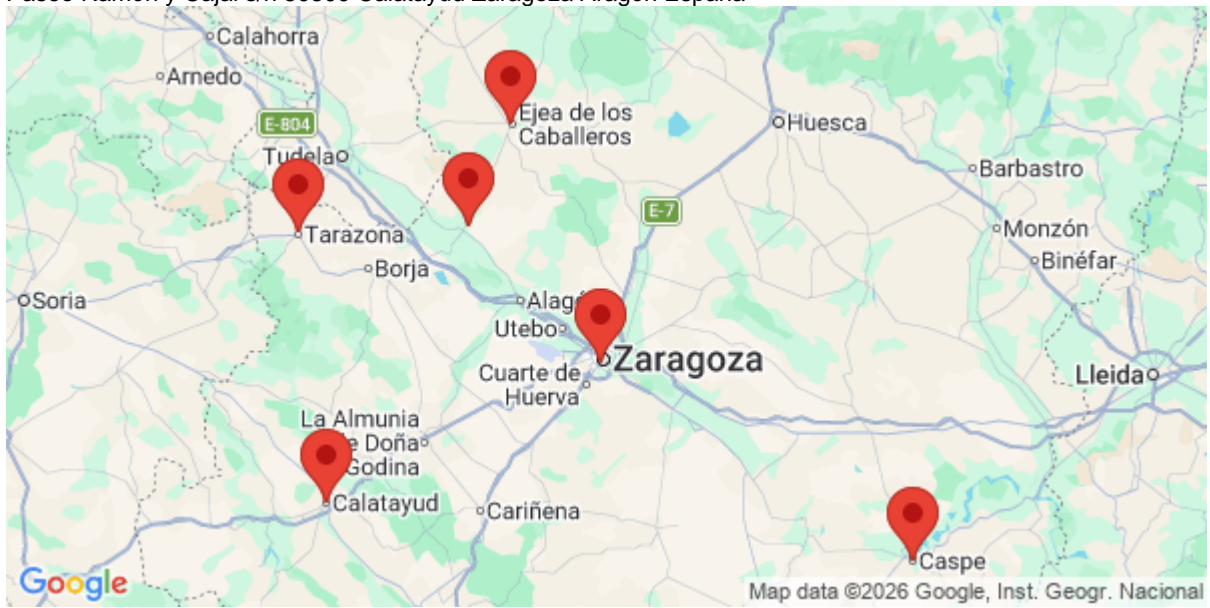 Calahorra
Arnedo
Ejea de los
Caballeros
E-804
Huesca
Tudela
Barbastro
E-7
Tarazona
Monzón
Borja
Binéfar
Soria
Utebo
Zaragoza
Cuarte de
Huerva
Lleida
La Almunia
Doña
Godina
Calatayud
Cariñena
Caspe
Google
Map data ©2026 Google, Inst. Geogr. Nacional